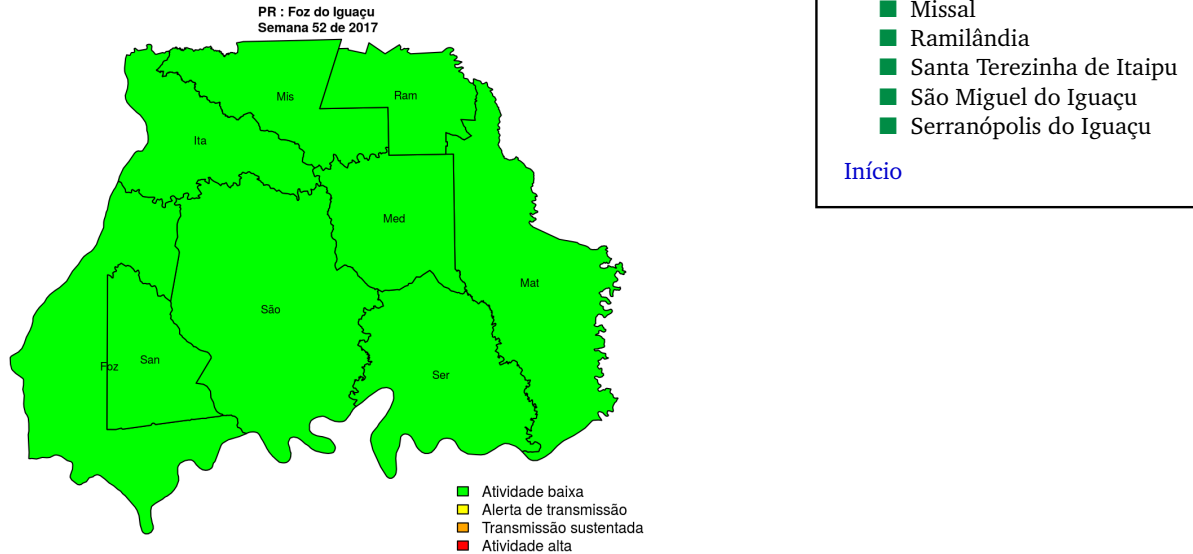 PR : Foz do Iguaçu
Semana 52 de 2017
Mis
Ram
Ita
Med
Mat
São
Foz
San
Ser
Atividade baixa
Alerta de transmissão
Transmissão sustentada
Atividade alta
Missal
Ramilândia
Santa Terezinha de Itaipu
São Miguel do Iguaçu
Serranópolis do Iguaçu
Início